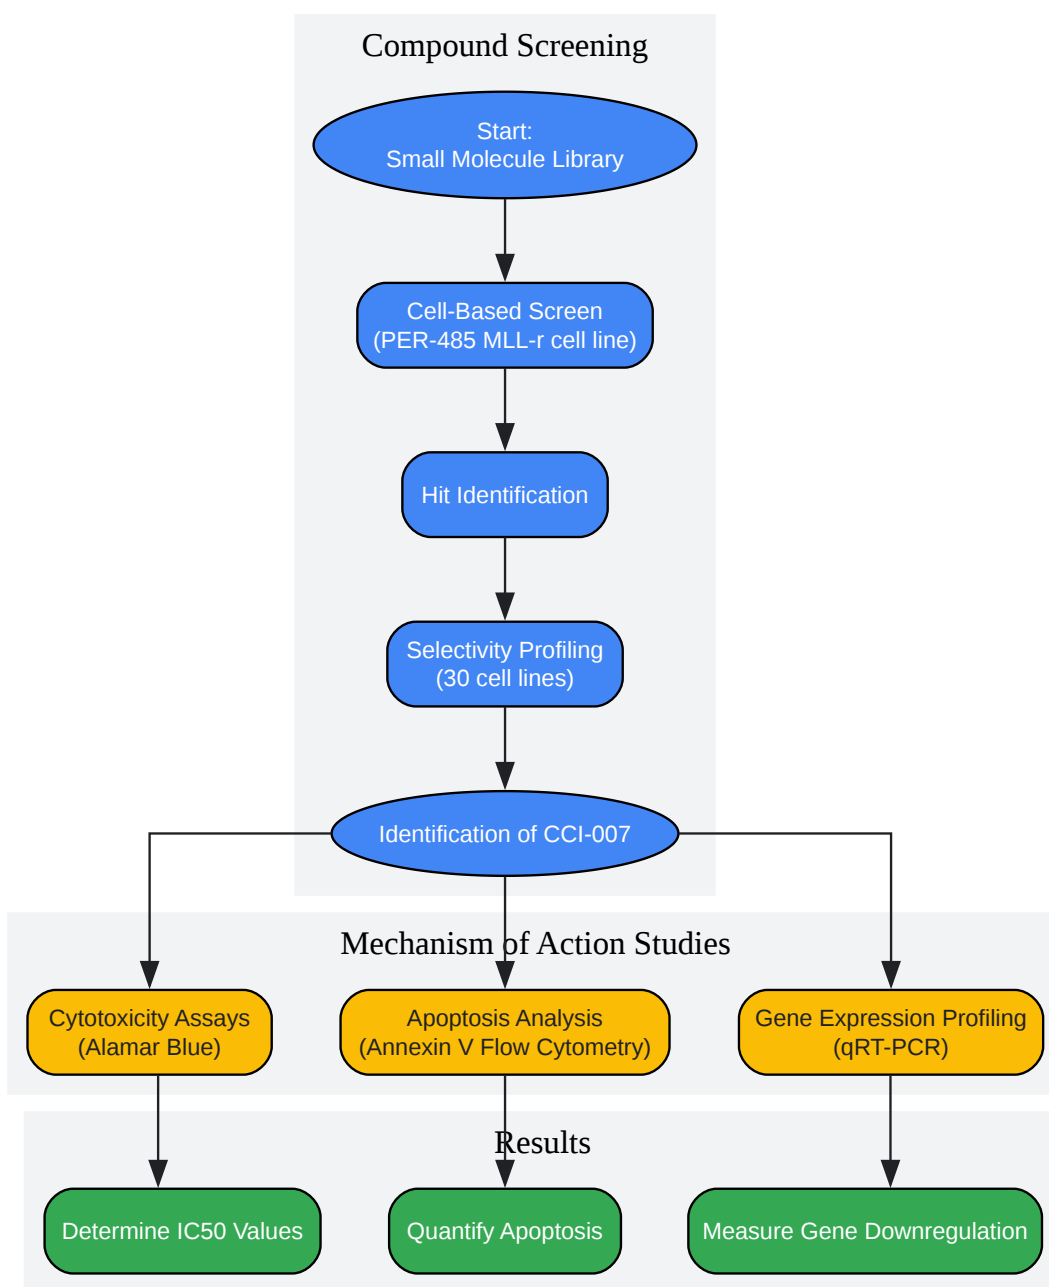 Compound Screening
Start:
Small Molecule Library
Cell-Based Screen
(PER-485 MLL-r cell line)
Hit Identification
Selectivity Profiling
(30 cell lines)
Identification of CCI-007
Mechanism of Action Studies
Cytotoxicity Assays
(Alamar Blue)
Apoptosis Analysis
(Annexin V Flow Cytometry)
Gene Expression Profiling
(qRT-PCR)
Results
Determine IC50 Values
Quantify Apoptosis
Measure Gene Downregulation